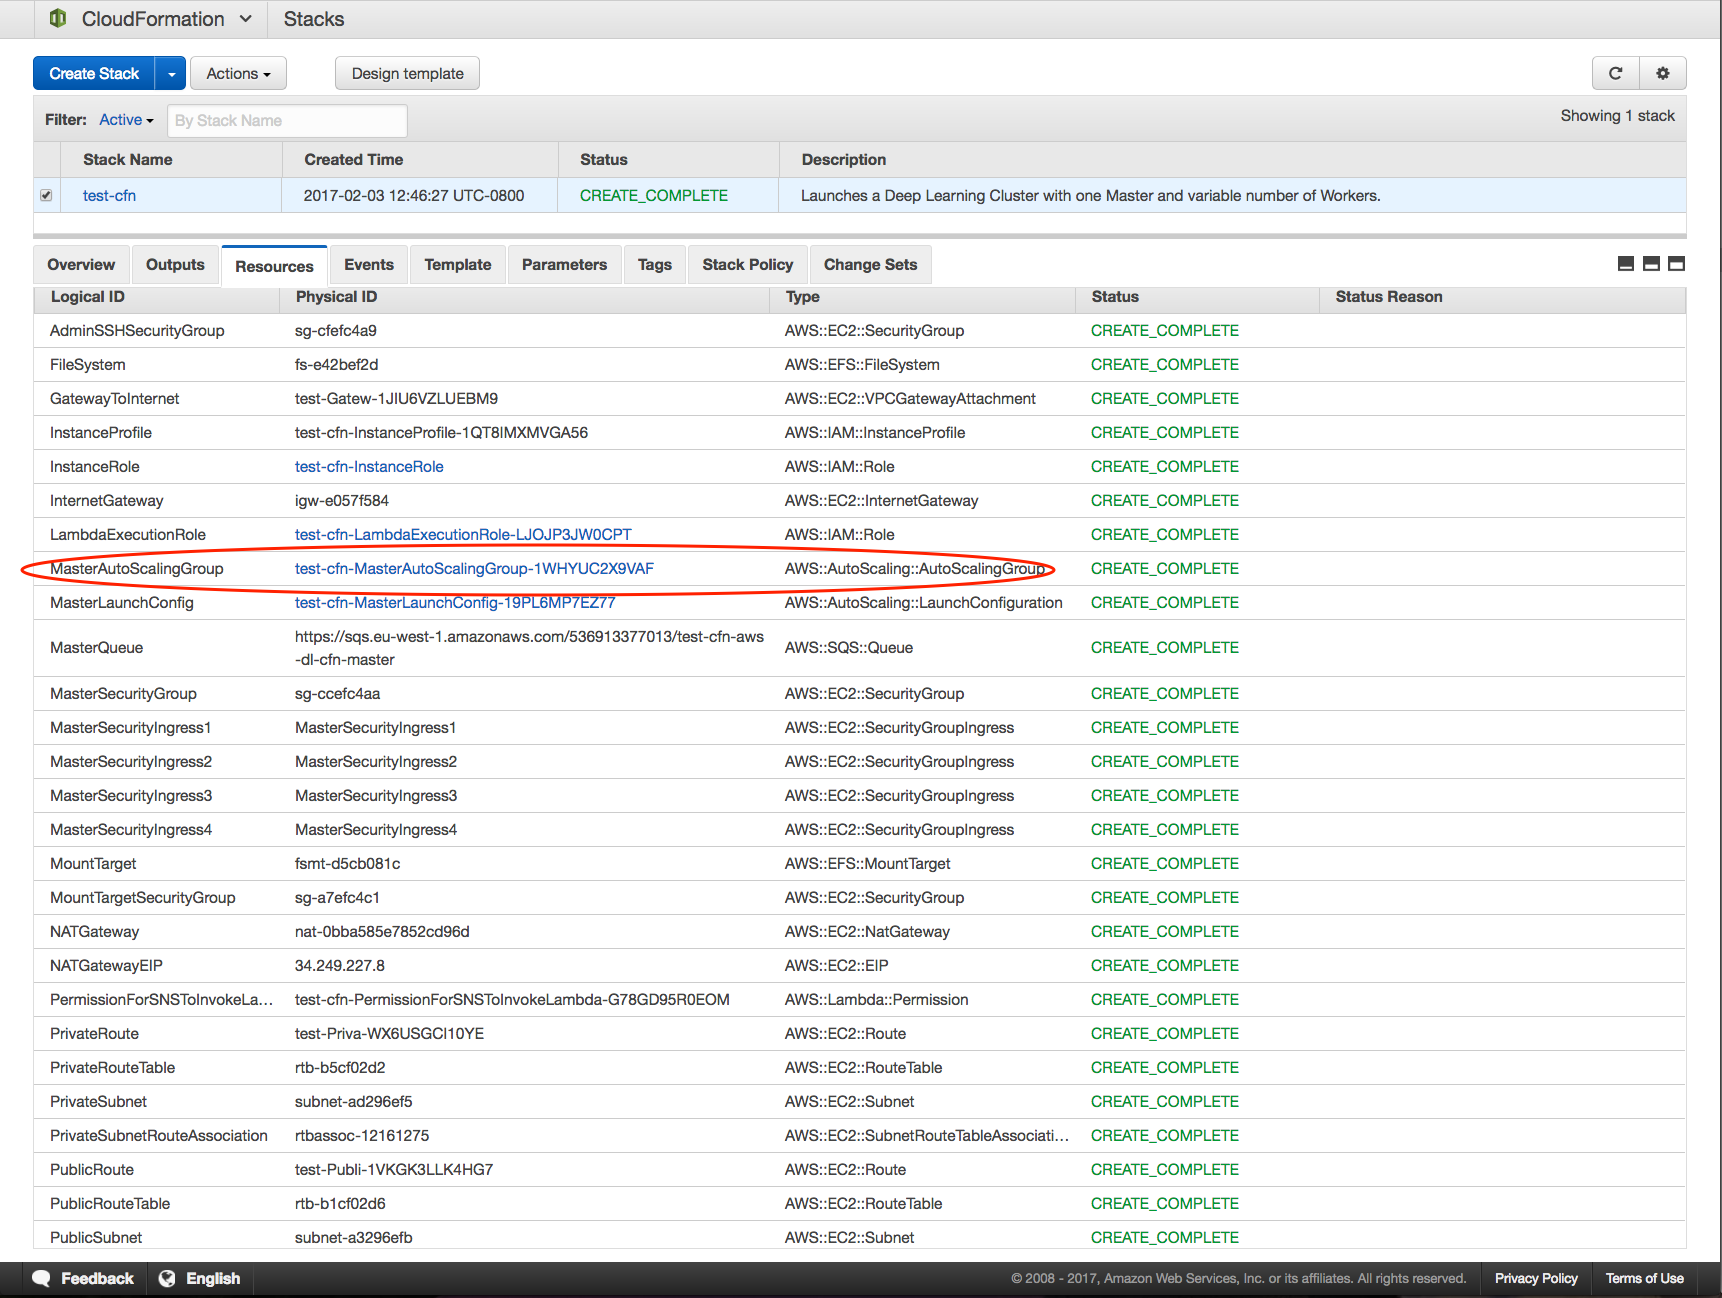 CloudFormation Stacks
Create Stack Actions Design template
Filter: Active By Stack Name Showing 1 stack
Stack Name Created Time Status Description
test-cfn 2017-02-03 12:46:27 UTC-0800 CREATE_COMPLETE Launches a Deep Learning Cluster with one Master and variable number of Workers.
Overview Outputs Resources Events Template Parameters Tags Stack Policy Change Sets
Logical ID Physical ID Type Status Status Reason
AdminSSHSecurityGroup sg-cfefc4a9 AWS::EC2::SecurityGroup CREATE_COMPLETE
FileSystem fs-e42bef2d AWS::EFS::FileSystem CREATE_COMPLETE
GatewayToInternet test-Gatew-1JIU6VZLUEBM9 AWS::EC2::VPCGatewayAttachment CREATE_COMPLETE
InstanceProfile test-cfn-InstanceProfile-1QT8IMXMVGA56 AWS::IAM::InstanceProfile CREATE_COMPLETE
InstanceRole test-cfn-InstanceRole AWS::IAM::Role CREATE_COMPLETE
InternetGateway igw-e057f584 AWS::EC2::InternetGateway CREATE_COMPLETE
LambdaExecutionRole test-cfn-LambdaExecutionRole-LJOJP3JW0CPT AWS::IAM::Role CREATE_COMPLETE
MasterAutoScalingGroup test-cfn-MasterAutoScalingGroup-1WHYUC2X9VAF AWS::AutoScaling::AutoScalingGroup CREATE_COMPLETE
MasterLaunchConfig test-cfn-MasterLaunchConfig-19PL6MP7EZ77 AWS::AutoScaling::LaunchConfiguration CREATE_COMPLETE
MasterQueue https://sqs.eu-west-1.amazonaws.com/536913377013/test-cfn-aws
-dl-cfn-master AWS::SQS::Queue CREATE_COMPLETE
MasterSecurityGroup sg-ccefc4aa AWS::EC2::SecurityGroup CREATE_COMPLETE
MasterSecurityIngress1 MasterSecurityIngress1 AWS::EC2::SecurityGroupIngress CREATE_COMPLETE
MasterSecurityIngress2 MasterSecurityIngress2 AWS::EC2::SecurityGroupIngress CREATE_COMPLETE
MasterSecurityIngress3 MasterSecurityIngress3 AWS::EC2::SecurityGroupIngress CREATE_COMPLETE
MasterSecurityIngress4 MasterSecurityIngress4 AWS::EC2::SecurityGroupIngress CREATE_COMPLETE
MountTarget fsmt-d5cb081c AWS::EFS::MountTarget CREATE_COMPLETE
MountTargetSecurityGroup sg-a7efc4c1 AWS::EC2::SecurityGroup CREATE_COMPLETE
NATGateway nat-0bba585e7852cd96d AWS::EC2::NatGateway CREATE_COMPLETE
NATGatewayEIP 34.249.227.8 AWS::EC2::EIP CREATE_COMPLETE
PermissionForSNSToInvokeLa... test-cfn-PermissionForSNSToInvokeLambda-G78GD95R0EOM AWS::Lambda::Permission CREATE_COMPLETE
PrivateRoute test-Priva-WX6USGCI10YE AWS::EC2::Route CREATE_COMPLETE
PrivateRouteTable rtb-b5cf02d2 AWS::EC2::RouteTable CREATE_COMPLETE
PrivateSubnet subnet-ad296ef5 AWS::EC2::Subnet CREATE_COMPLETE
PrivateSubnetRouteAssociation rtbassoc-12161275 AWS::EC2::SubnetRouteTableAssociati... CREATE_COMPLETE
PublicRoute test-Publi-1VKGK3LLK4HG7 AWS::EC2::Route CREATE_COMPLETE
PublicRouteTable rtb-b1cf02d6 AWS::EC2::RouteTable CREATE_COMPLETE
PublicSubnet subnet-a3296efb AWS::EC2::Subnet CREATE_COMPLETE
Feedback English © 2008 - 2017, Amazon Web Services, Inc. or its affiliates. All rights reserved. Privacy Policy Terms of Use